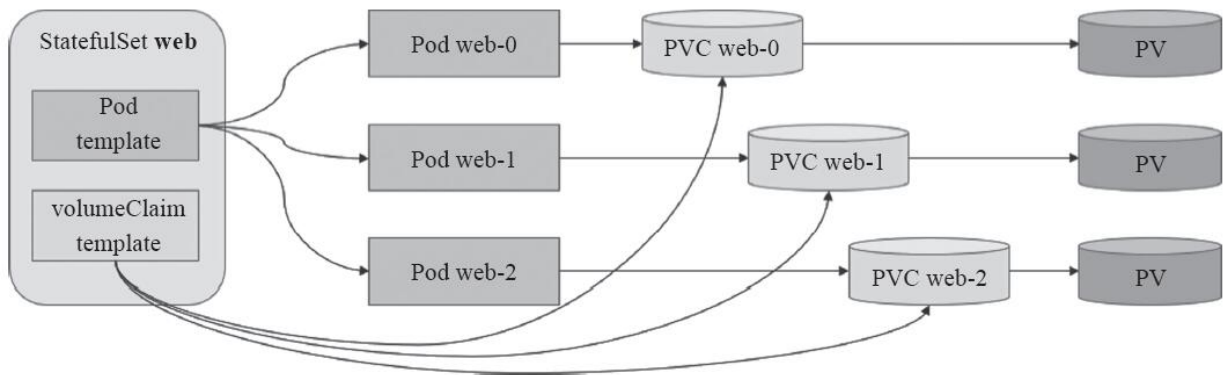 StatefulSet web
Pod
template
volumeClaim
template
Pod web-0
PVC web-0
PV
Pod web-1
PVC web-1
PV
Pod web-2
PVC web-2
PV